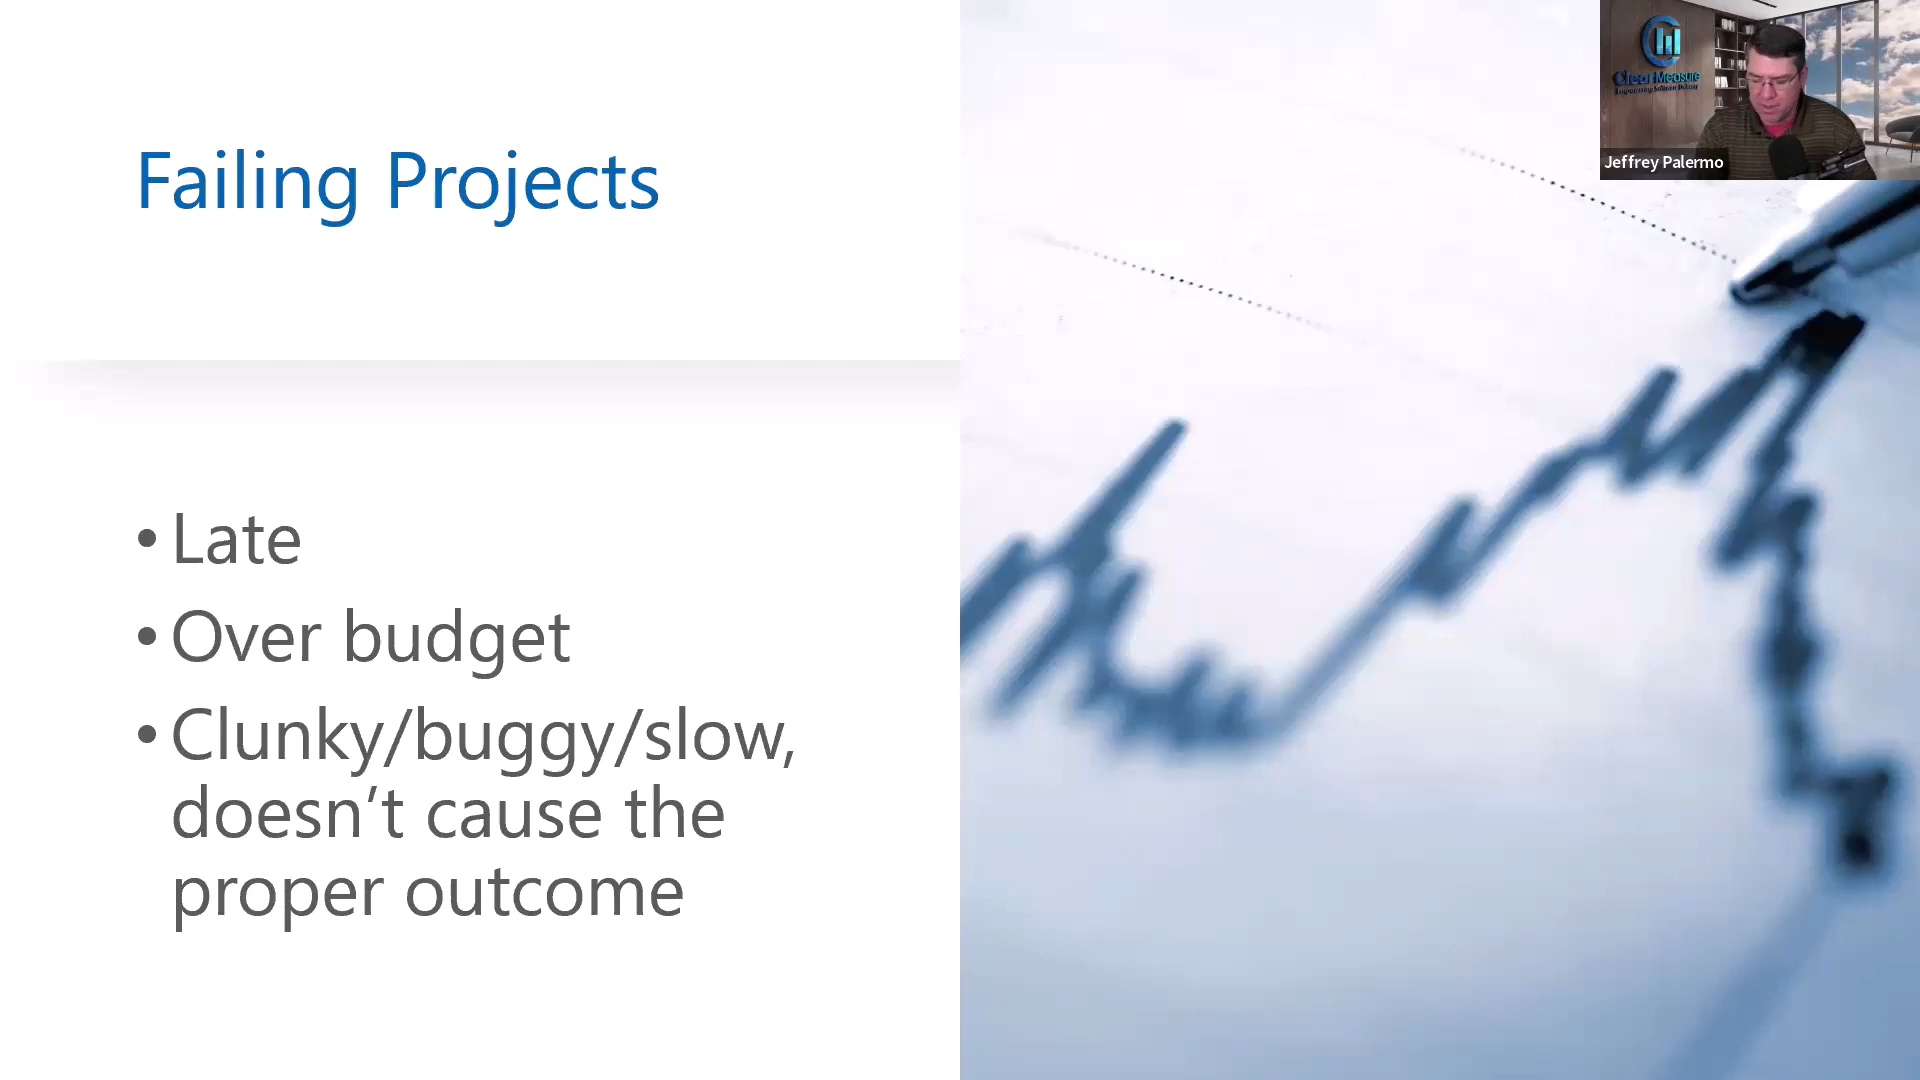 Failing Projects
• Late
• Over budget
• Clunky/buggy/slow,
doesn’t cause the
proper outcome
Clear Measure
Jeffrey Palermo